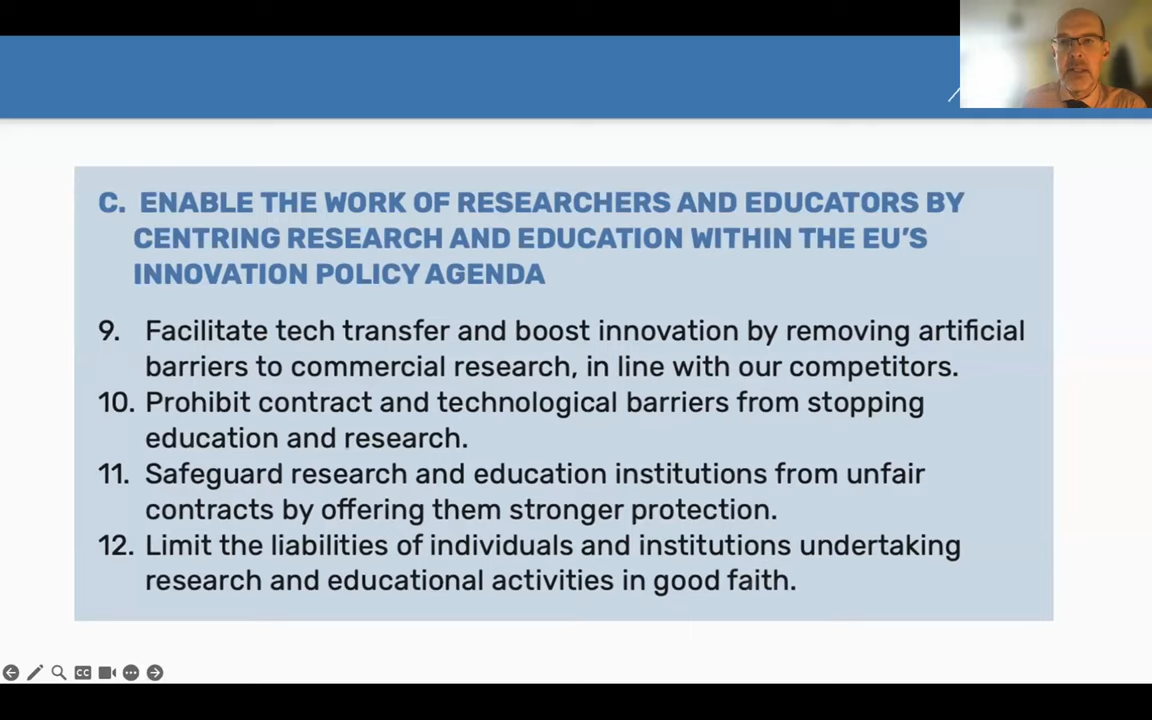 C. ENABLE THE WORK OF RESEARCHERS AND EDUCATORS BY
CENTRING RESEARCH AND EDUCATION WITHIN THE EU'S
INNOVATION POLICY AGENDA
9. Facilitate tech transfer and boost innovation by removing artificial
barriers to commercial research, in line with our competitors.
10. Prohibit contract and technological barriers from stopping
education and research.
11. Safeguard research and education institutions from unfair
contracts by offering them stronger protection.
12. Limit the liabilities of individuals and institutions undertaking
research and educational activities in good faith.
CC